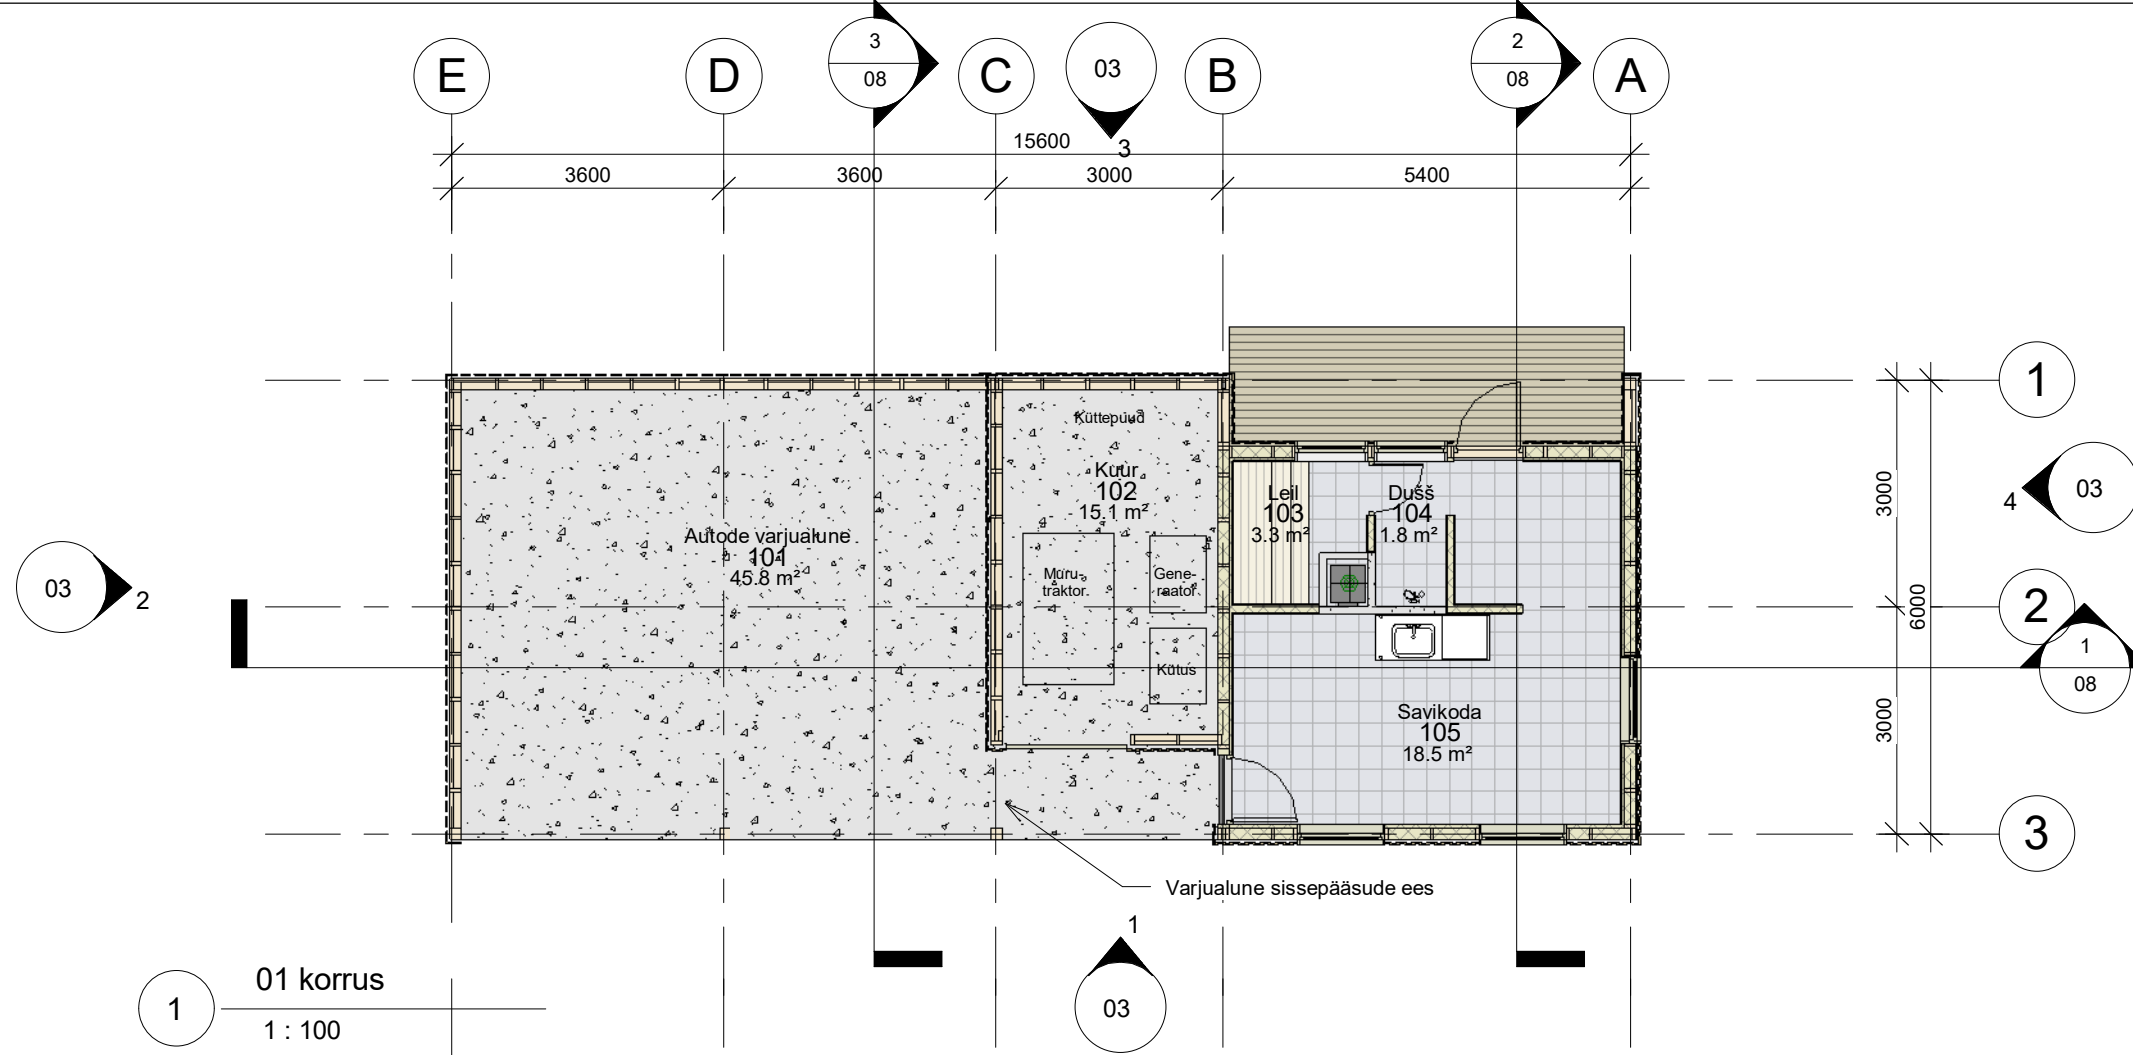 E
D
3
08
C
03
3
B
2
08
A
15600
3600
3600
3000
5400
1
3000
6000
3000
03
4
2
1
08
3
03
2
Küttepuud
Kuur
102
15.1 m²
Leil
103
3.3 m²
Dušš
104
1.8 m²
Autode varjualune
101
45.8 m²
Muru-
traktor
Gene-
raator
Kütus
Savikoda
105
18.5 m²
Varjualune sissepääsude ees
1
03
1
01 korrus
1 : 100